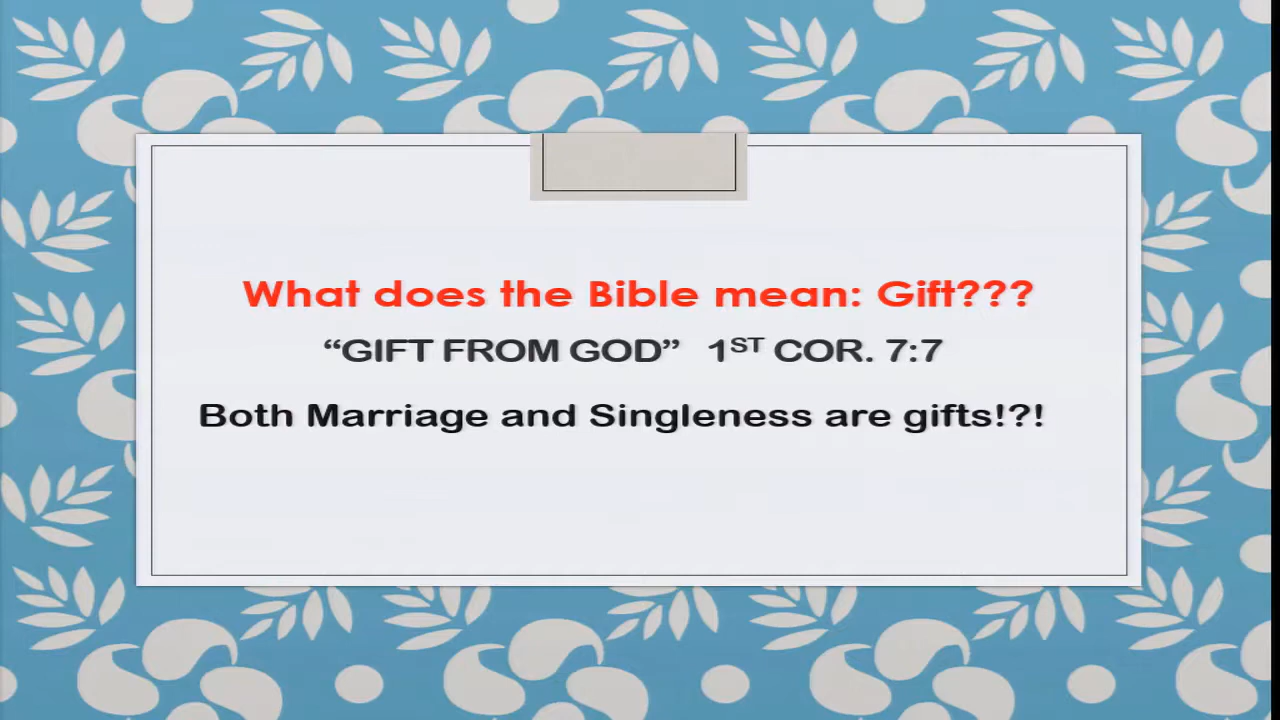 What does the Bible mean: Gift???
“GIFT FROM GOD” 1ST COR. 7:7
Both Marriage and Singleness are gifts!?!